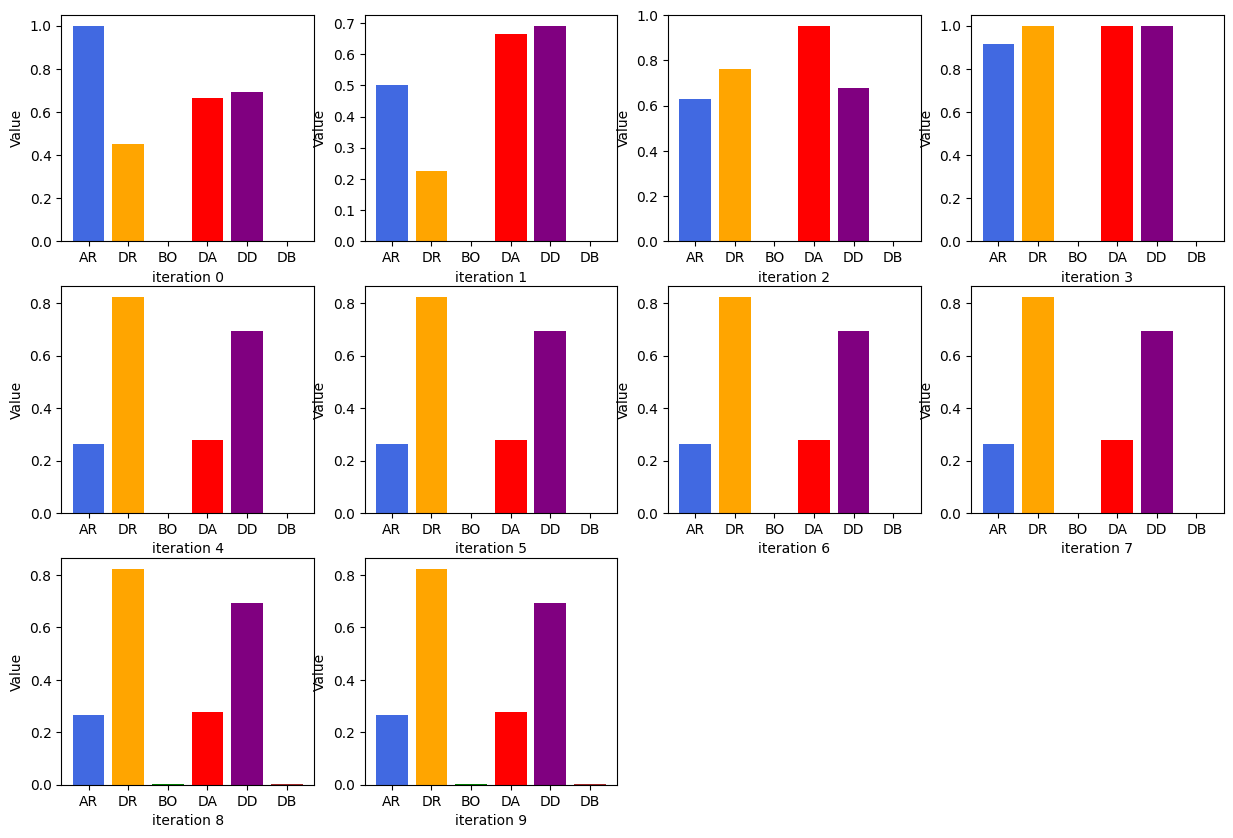 Value
1.0
0.8
0.6
0.4
0.2
0.0
AR DR BO DA DD DB
iteration 0
Value
0.7
0.6
0.5
0.4
0.3
0.2
0.1
0.0
AR DR BO DA DD DB
iteration 1
Value
1.0
0.8
0.6
0.4
0.2
0.0
AR DR BO DA DD DB
iteration 2
Value
1.0
0.8
0.6
0.4
0.2
0.0
AR DR BO DA DD DB
iteration 3
Value
0.8
0.6
0.4
0.2
0.0
AR DR BO DA DD DB
iteration 4
Value
0.8
0.6
0.4
0.2
0.0
AR DR BO DA DD DB
iteration 5
Value
0.8
0.6
0.4
0.2
0.0
AR DR BO DA DD DB
iteration 6
Value
0.8
0.6
0.4
0.2
0.0
AR DR BO DA DD DB
iteration 7
Value
0.8
0.6
0.4
0.2
0.0
AR DR BO DA DD DB
iteration 8
Value
0.8
0.6
0.4
0.2
0.0
AR DR BO DA DD DB
iteration 9